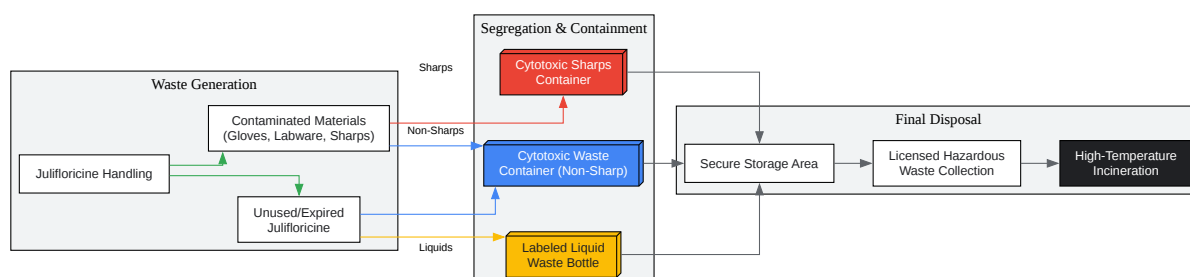 Waste Generation
Julifloricine Handling
Contaminated Materials
(Gloves, Labware, Sharps)
Unused/Expired
Julifloricine
Sharps
Non-Sharps
Liquids
Segregation & Containment
Cytotoxic Sharps
Container
Cytotoxic Waste
Container (Non-Sharp)
Labeled Liquid
Waste Bottle
Final Disposal
Secure Storage Area
Licensed Hazardous
Waste Collection
High-Temperature
Incineration